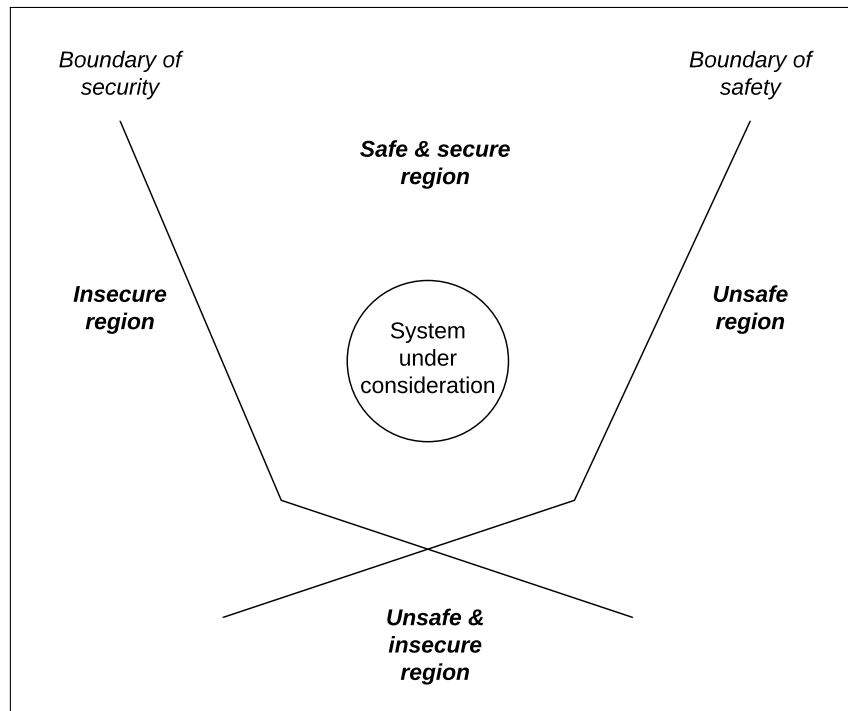 Boundary of
security
Boundary of
safety
Safe & secure
region
Insecure
region
Unsafe
region
System
under
consideration
Unsafe &
insecure
region